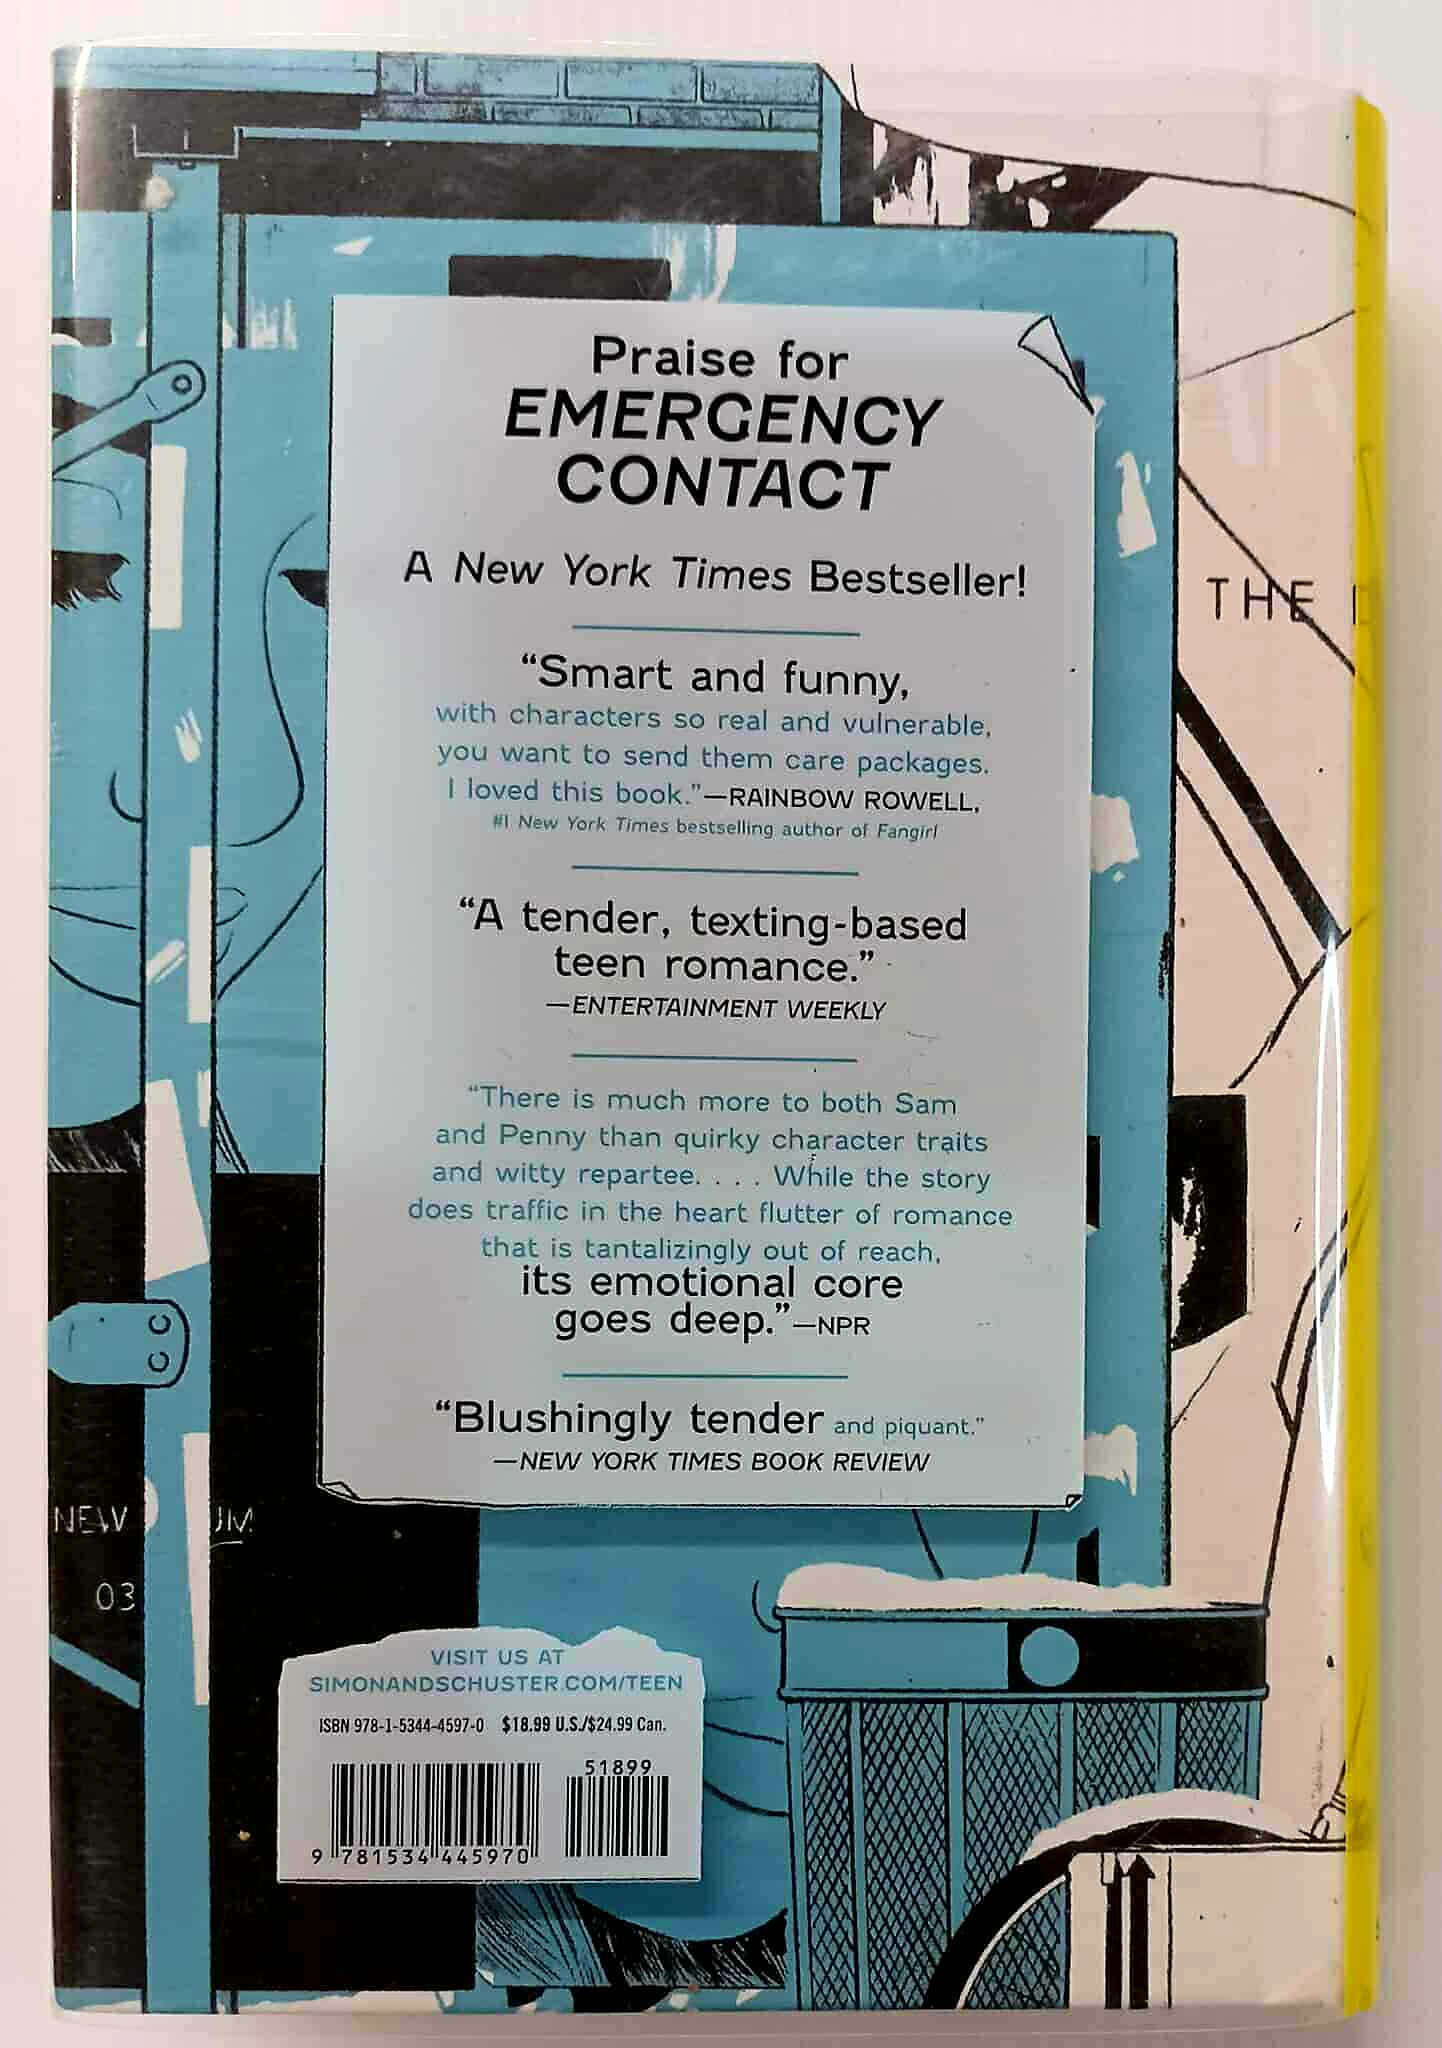 Praise for
EMERGENCY
CONTACT
A New York Times Bestseller!
“Smart and funny,
with characters so real and vulnerable,
you want to send them care packages.
I loved this book.”—RAINBOW ROWELL,
#1 New York Times bestselling author of Fangirl
“A tender, texting-based
teen romance.”
—ENTERTAINMENT WEEKLY
“There is much more to both Sam
and Penny than quirky character traits
and witty repartee. . . . While the story
does traffic in the heart flutter of romance
that is tantalizingly out of reach,
its emotional core
goes deep.”—NPR
“Blushingly tender and piquant.”
—NEW YORK TIMES BOOK REVIEW
THE
NEW
03
VISIT US AT
SIMONANDSCHUSTER.COM/TEEN
ISBN 978-1-5344-4597-0 $18.99 U.S./$24.99 Can.
51899
9 781534 445970